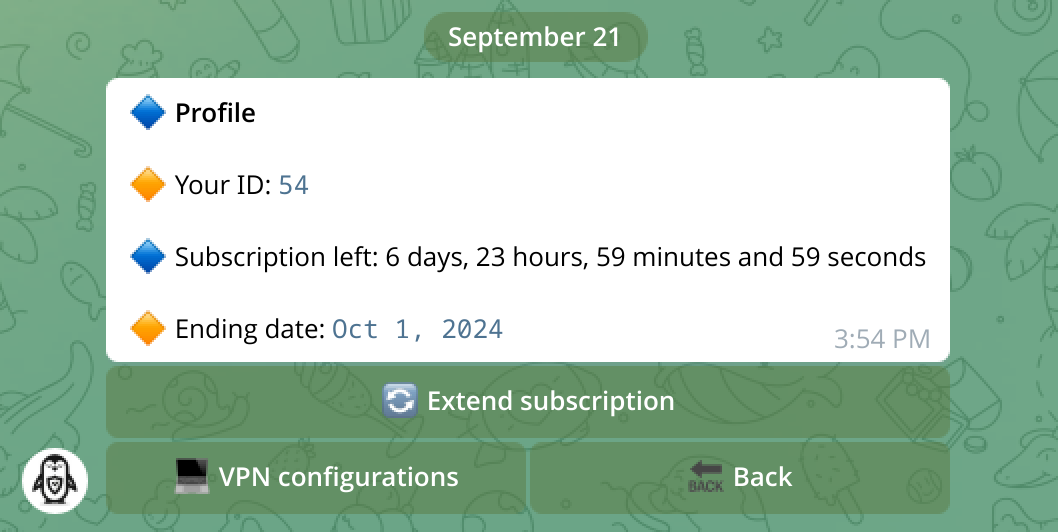 September 21
Profile
Your ID: 54
Subscription left: 6 days, 23 hours, 59 minutes and 59 seconds
Ending date: Oct 1, 2024
3:54 PM
Extend subscription
VPN configurations
BACK Back